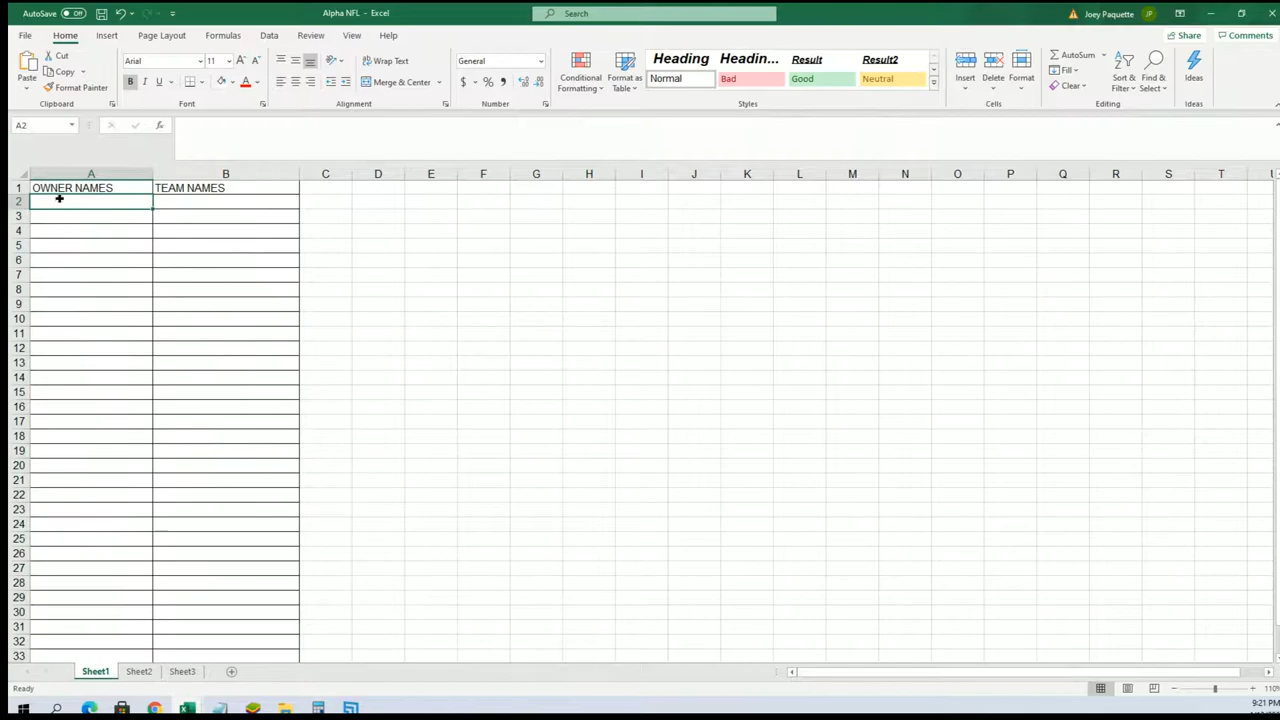 AutoSave Off Alpha NFL - Excel Search Joey Paquette JP
File Home Insert Page Layout Formulas Data Review View Help Share Comments
Paste Cut Copy Format Painter Clipboard
Arial 11 A A B I U A Font
Wrap Text Merge & Center Alignment
General $ % Number
Conditional Formatting Format as Table
Heading Headin... Result Result2
Normal Bad Good Neutral
Styles
Insert Delete Format Cells
AutoSum Fill Clear Sort & Filter Find & Select Editing
Ideas Ideas
A2 fx
A B C D E F G H I J K L M N O P Q R S T
1 OWNER NAMES TEAM NAMES
2
3
4
5
6
7
8
9
10
11
12
13
14
15
16
17
18
19
20
21
22
23
24
25
26
27
28
29
30
31
32
33
Sheet1 Sheet2 Sheet3
Ready 110%
9:21 PM